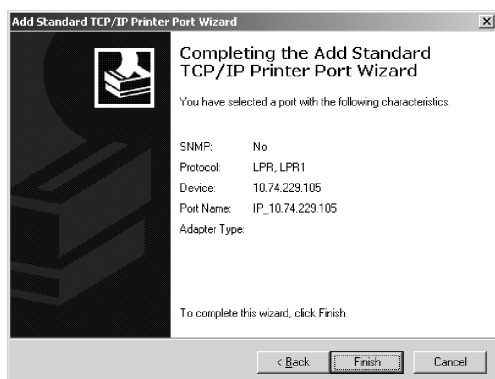 Add Standard TCP/IP Printer Port Wizard
Completing the Add Standard
TCP/IP Printer Port Wizard
You have selected a port with the following characteristics.
SNMP: No
Protocol: LPR, LPR1
Device: 10.74.229.105
Port Name: IP_10.74.229.105
Adapter Type:
To complete this wizard, click Finish.
< Back Finish Cancel